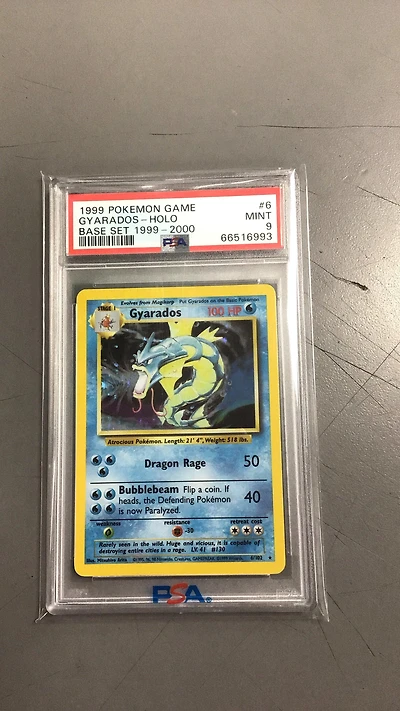 1999 POKEMON GAME #6
GYARADOS-HOLO MINT
BASE SET 1999-2000 9
PSA 66516993
Evolves from Magikarp Put Gyarados on the Basic Pokémon
STAGE 1
Gyarados 100 HP
Atrocious Pokémon. Length: 21' 4", Weight: 518 lbs.
Dragon Rage 50
Bubblebeam Flip a coin. If
heads, the Defending Pokémon 40
is now Paralyzed.
weakness resistance retreat cost
-30
Rarely seen in the wild. Huge and vicious, it is capable of
destroying entire cities in a rage. LV. 41 #130
Illus. Mitsuhiro Arita 6/102
PSA